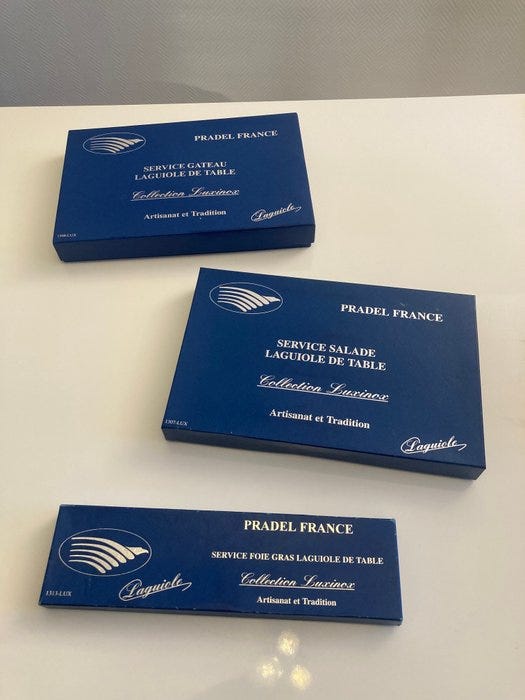 PRADEL FRANCE
SERVICE GATEAU
LAGUIOLE DE TABLE
Collection Luxinox
Artisanat et Tradition
Laguiole
PRADEL FRANCE
SERVICE SALADE
LAGUIOLE DE TABLE
Collection Luxinox
Artisanat et Tradition
1307-LUX
Laguiole
PRADEL FRANCE
SERVICE FOIE GRAS LAGUIOLE DE TABLE
Collection Luxinox
Laguiole
1313-LUX
Artisanat et Tradition